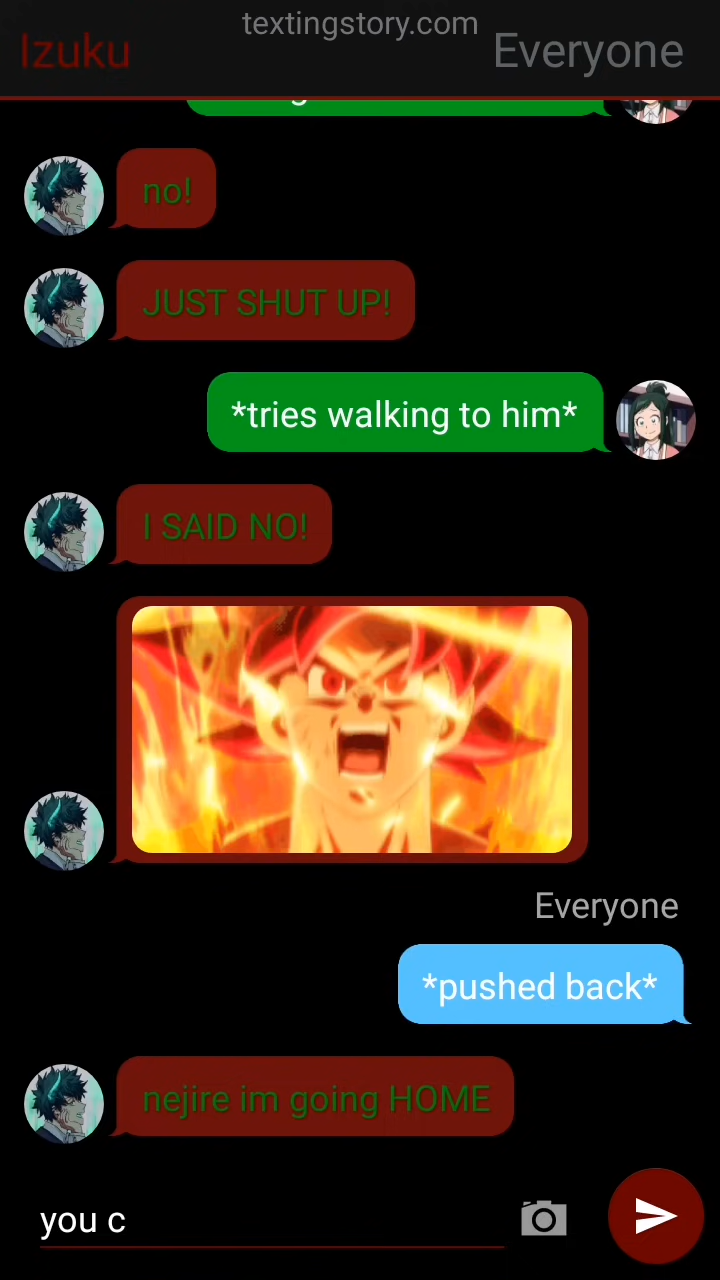 textingstory.com
Izuku
Everyone
no!
JUST SHUT UP!
*tries walking to him*
I SAID NO!
Everyone
*pushed back*
nejire im going HOME
you c